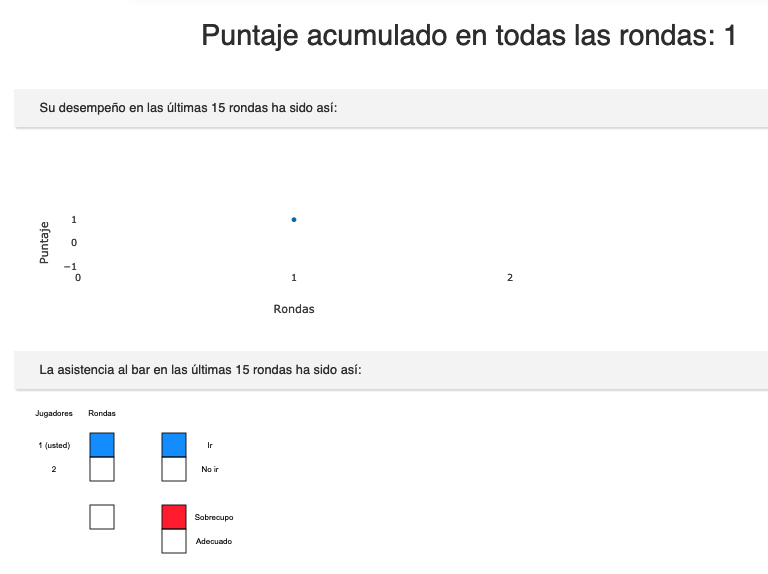 Puntaje acumulado en todas las rondas: 1
Su desempeño en las últimas 15 rondas ha sido así:
Puntaje
1
0
−1
0 1 2
Rondas
La asistencia al bar en las últimas 15 rondas ha sido así:
Jugadores Rondas
1 (usted) Ir
2 No ir
Sobrecupo
Adecuado